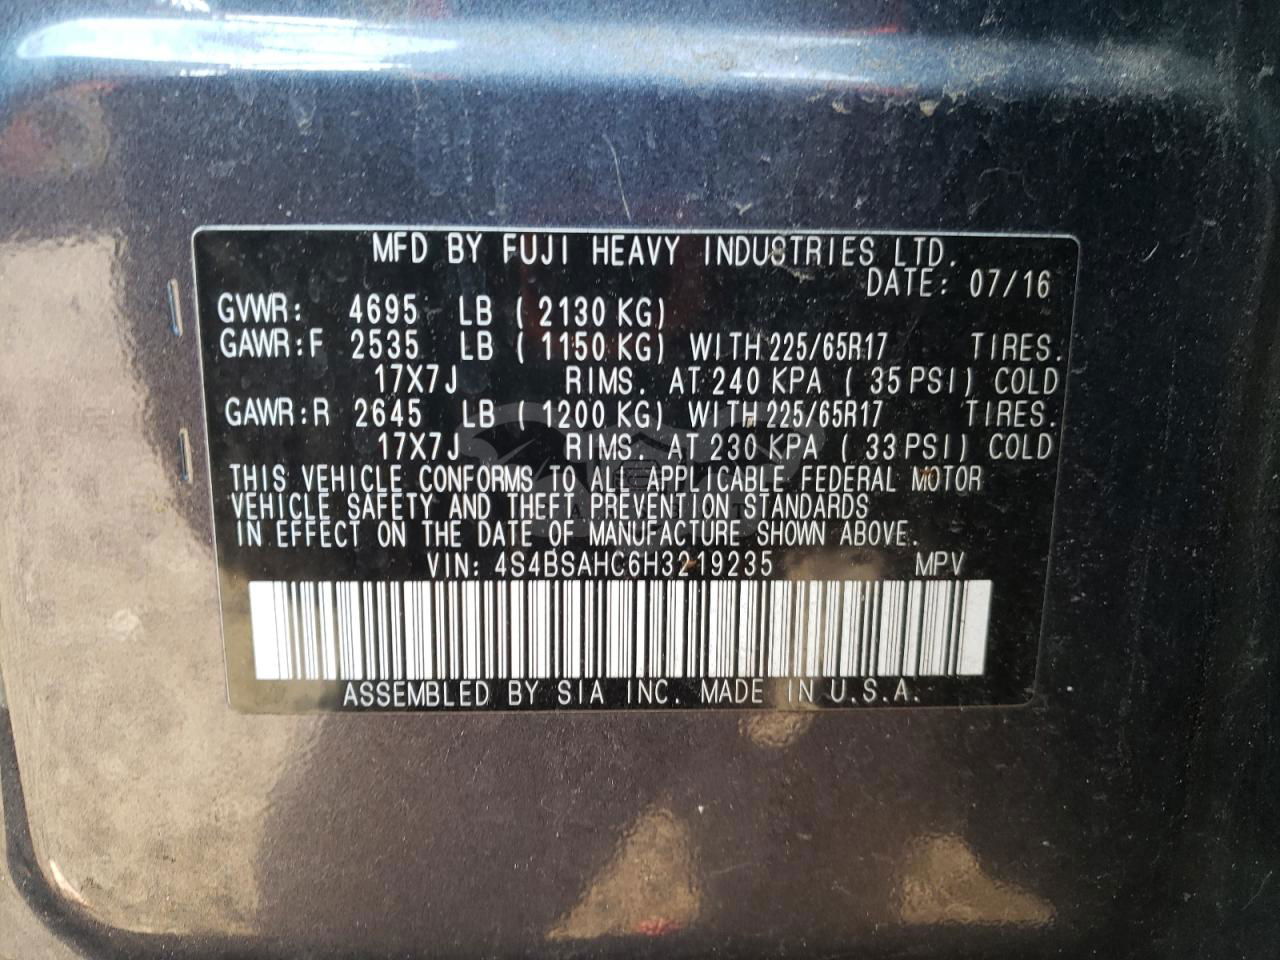 MFD BY FUJI HEAVY INDUSTRIES LTD.
DATE: 07/16
GVWR: 4695 LB ( 2130 KG)
GAWR:F 2535 LB ( 1150 KG) WITH 225/65R17 TIRES.
17X7J RIMS. AT 240 KPA ( 35 PSI) COLD
GAWR:R 2645 LB ( 1200 KG) WITH 225/65R17 TIRES.
17X7J RIMS. AT 230 KPA ( 33 PSI) COLD
THIS VEHICLE CONFORMS TO ALL APPLICABLE FEDERAL MOTOR
VEHICLE SAFETY AND THEFT PREVENTION STANDARDS
IN EFFECT ON THE DATE OF MANUFACTURE SHOWN ABOVE.
VIN: 4S4BSAHC6H3219235 MPV
ASSEMBLED BY SIA INC. MADE IN U.S.A.